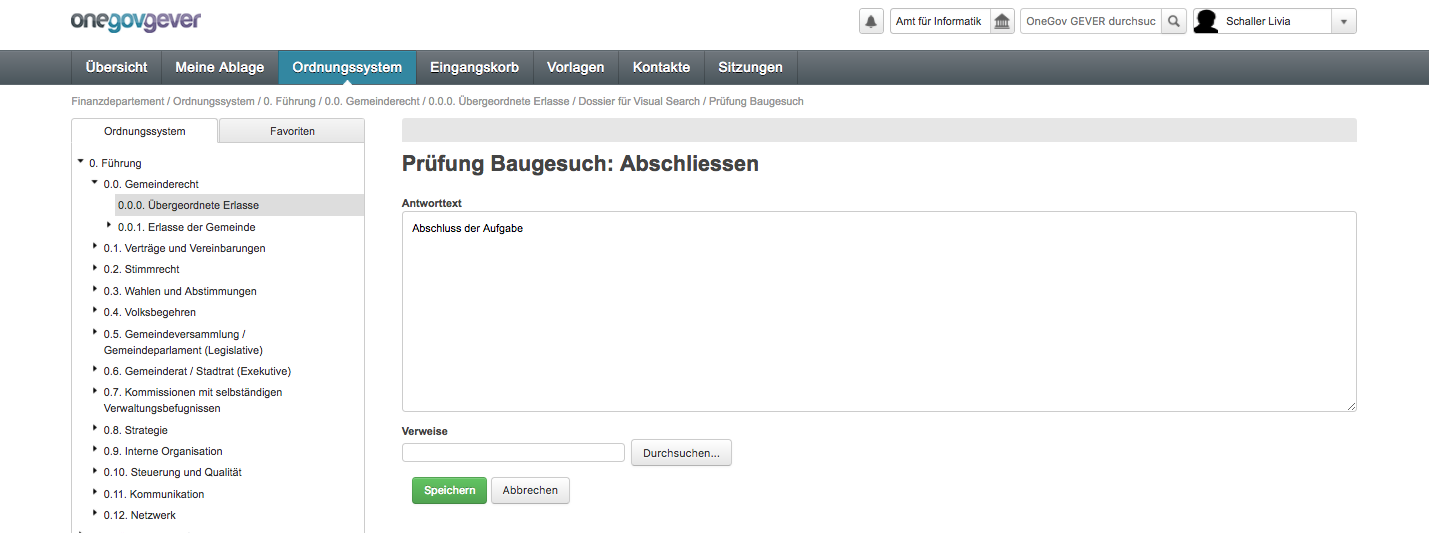 onegovgever
Amt für Informatik
OneGov GEVER durchsuc
Schaller Livia
Übersicht
Meine Ablage
Ordnungssystem
Eingangskorb
Vorlagen
Kontakte
Sitzungen
Finanzdepartement / Ordnungssystem / 0. Führung / 0.0. Gemeinderecht / 0.0.0. Übergeordnete Erlasse / Dossier für Visual Search / Prüfung Baugesuch
Ordnungssystem
Favoriten
0. Führung
0.0. Gemeinderecht
0.0.0. Übergeordnete Erlasse
0.0.1. Erlasse der Gemeinde
0.1. Verträge und Vereinbarungen
0.2. Stimmrecht
0.3. Wahlen und Abstimmungen
0.4. Volksbegehren
0.5. Gemeindeversammlung /
Gemeindeparlament (Legislative)
0.6. Gemeinderat / Stadtrat (Exekutive)
0.7. Kommissionen mit selbständigen
Verwaltungsbefugnissen
0.8. Strategie
0.9. Interne Organisation
0.10. Steuerung und Qualität
0.11. Kommunikation
0.12. Netzwerk
Prüfung Baugesuch: Abschliessen
Antworttext
Abschluss der Aufgabe
Verweise
Durchsuchen...
Speichern
Abbrechen